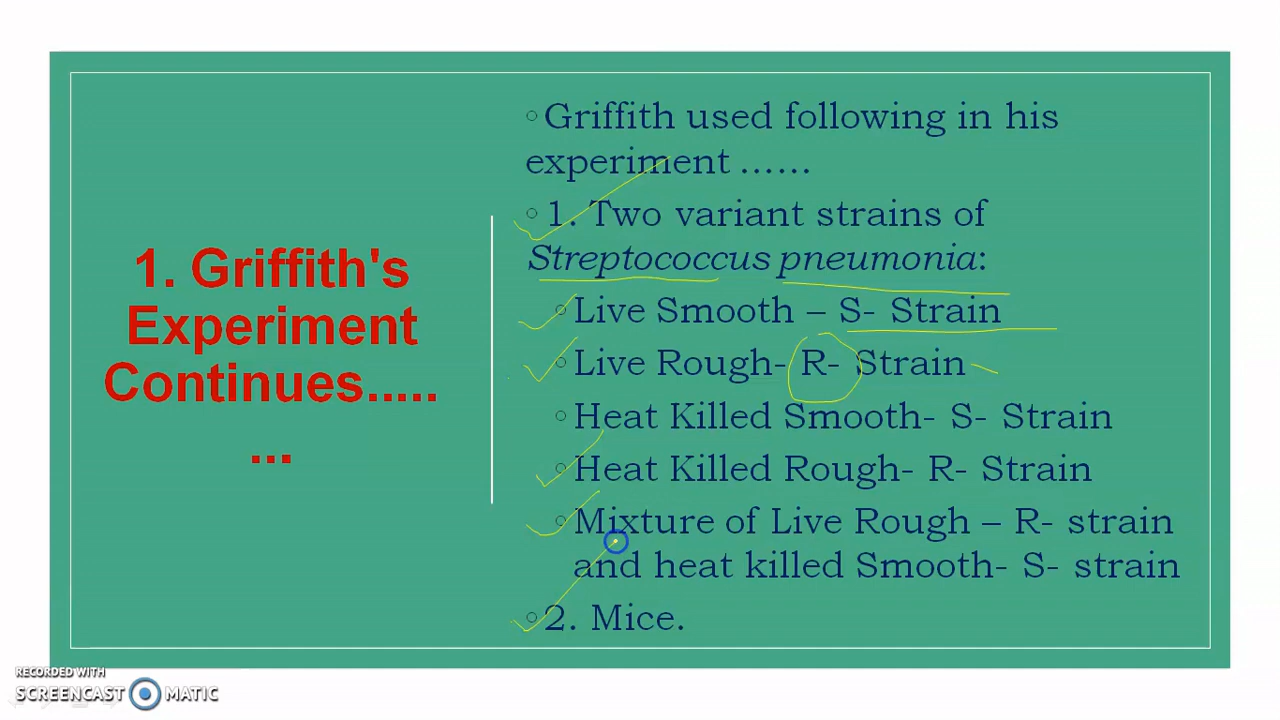 1. Griffith's
Experiment
Continues.....
...
Griffith used following in his
experiment ......
1. Two variant strains of
Streptococcus pneumonia:
Live Smooth – S- Strain
Live Rough- R- Strain
Heat Killed Smooth- S- Strain
Heat Killed Rough- R- Strain
Mixture of Live Rough – R- strain
and heat killed Smooth- S- strain
2. Mice.
RECORDED WITH
SCREENCAST MATIC